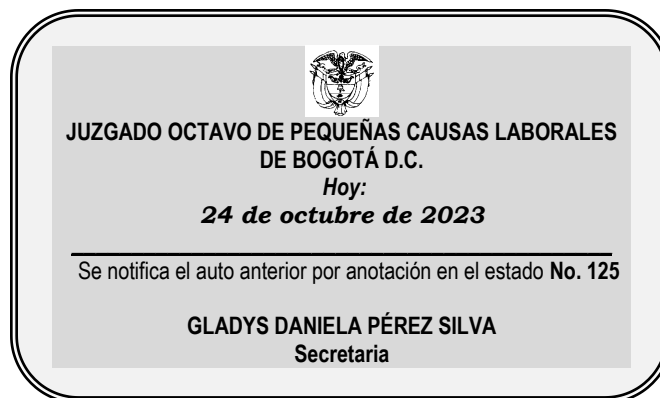 JUZGADO OCTAVO DE PEQUEÑAS CAUSAS LABORALES
DE BOGOTÁ D.C.
Hoy:
24 de octubre de 2023
Se notifica el auto anterior por anotación en el estado No. 125
GLADYS DANIELA PÉREZ SILVA
Secretaria